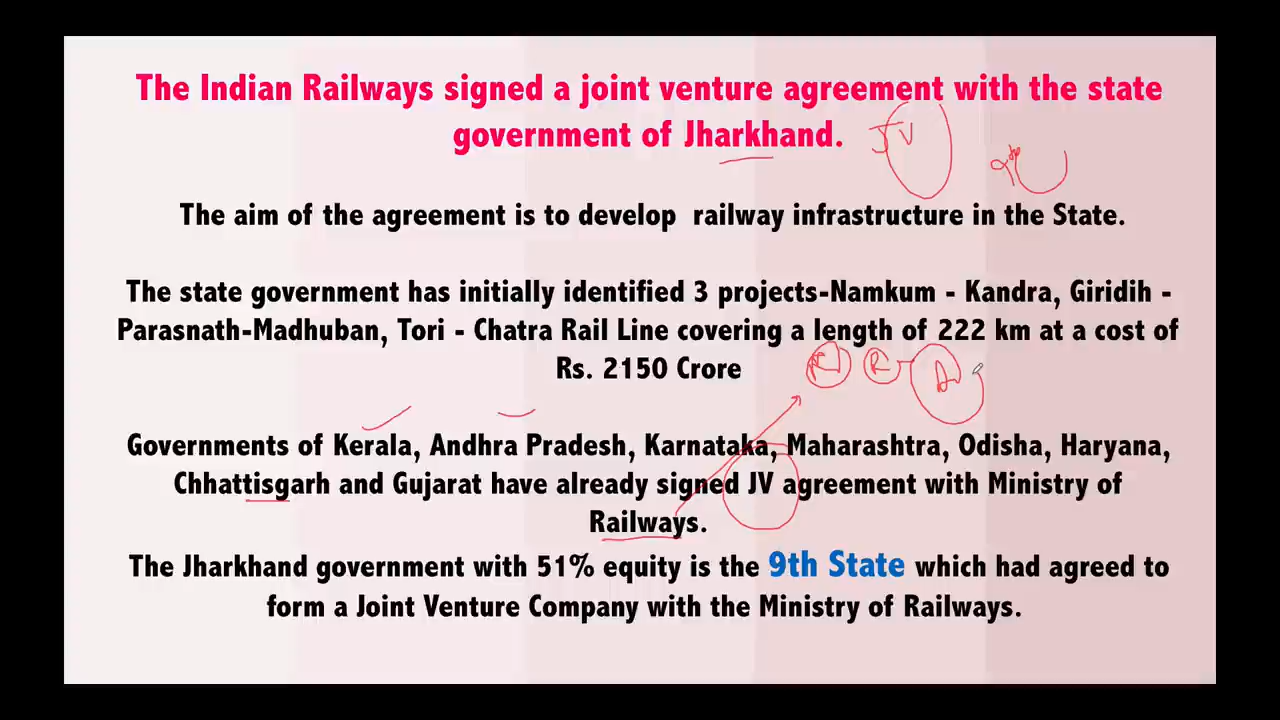 The Indian Railways signed a joint venture agreement with the state
government of Jharkhand.
JV
The aim of the agreement is to develop railway infrastructure in the State.
The state government has initially identified 3 projects-Namkum - Kandra, Giridih -
Parasnath-Madhuban, Tori - Chatra Rail Line covering a length of 222 km at a cost of
Rs. 2150 Crore
R
Governments of Kerala, Andhra Pradesh, Karnataka, Maharashtra, Odisha, Haryana,
Chhattisgarh and Gujarat have already signed JV agreement with Ministry of
Railways.
The Jharkhand government with 51% equity is the 9th State which had agreed to
form a Joint Venture Company with the Ministry of Railways.